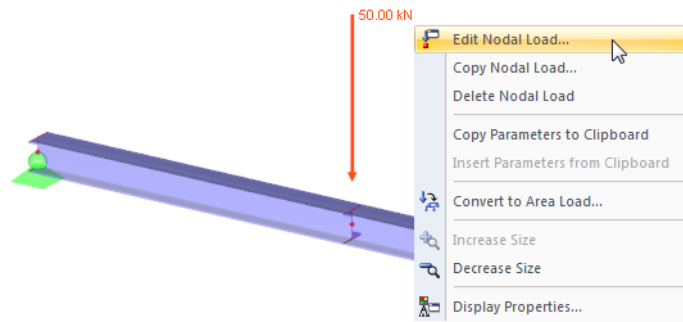 50.00 kN
Edit Nodal Load...
Copy Nodal Load...
Delete Nodal Load
Copy Parameters to Clipboard
Insert Parameters from Clipboard
Convert to Area Load...
Increase Size
Decrease Size
Display Properties...